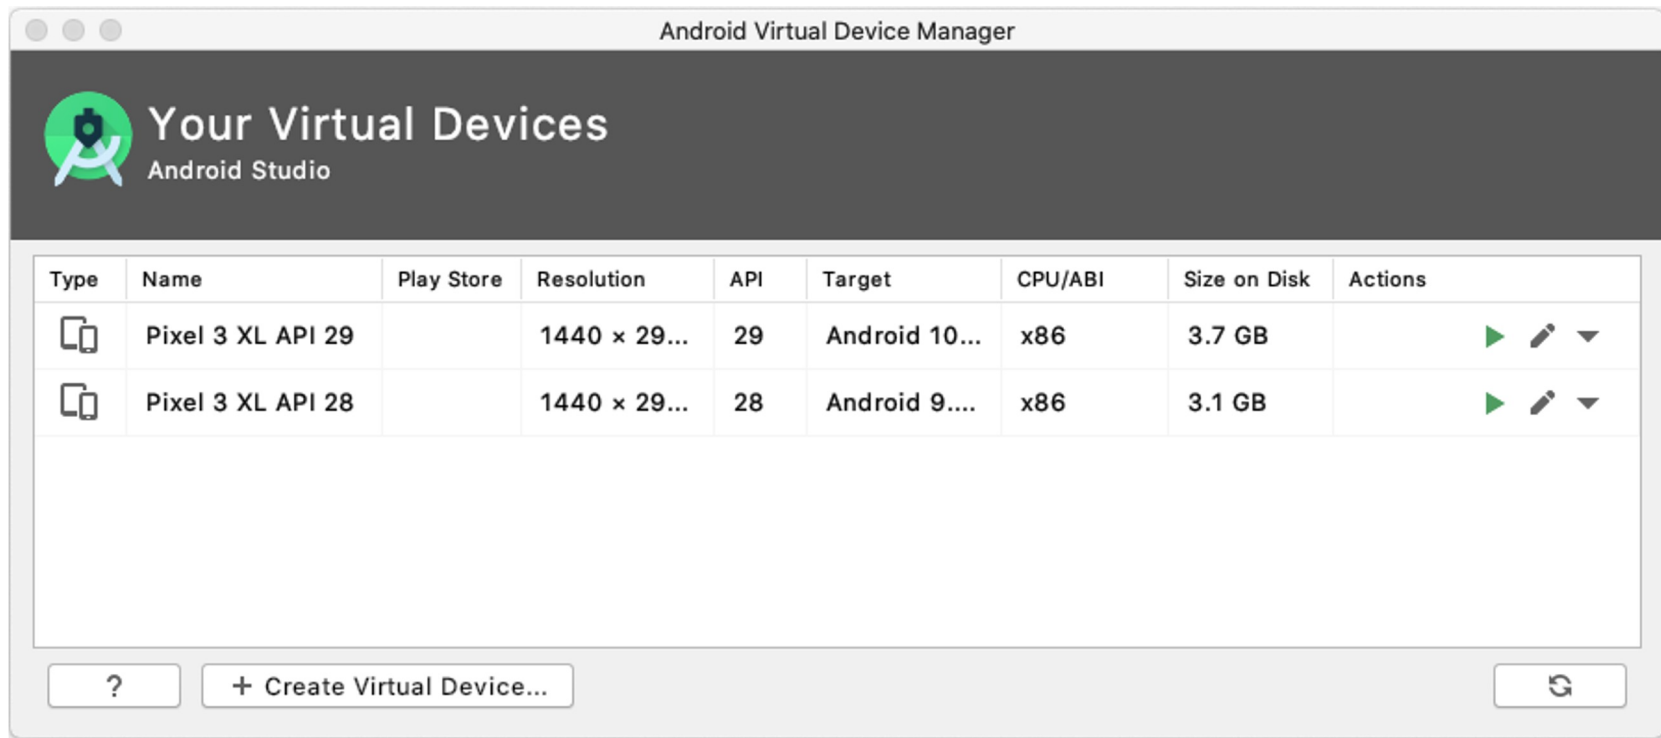 Android Virtual Device Manager
Your Virtual Devices
Android Studio
Type Name Play Store Resolution API Target CPU/ABI Size on Disk Actions
Pixel 3 XL API 29 1440 × 29... 29 Android 10... x86 3.7 GB
Pixel 3 XL API 28 1440 × 29... 28 Android 9.... x86 3.1 GB
? + Create Virtual Device...